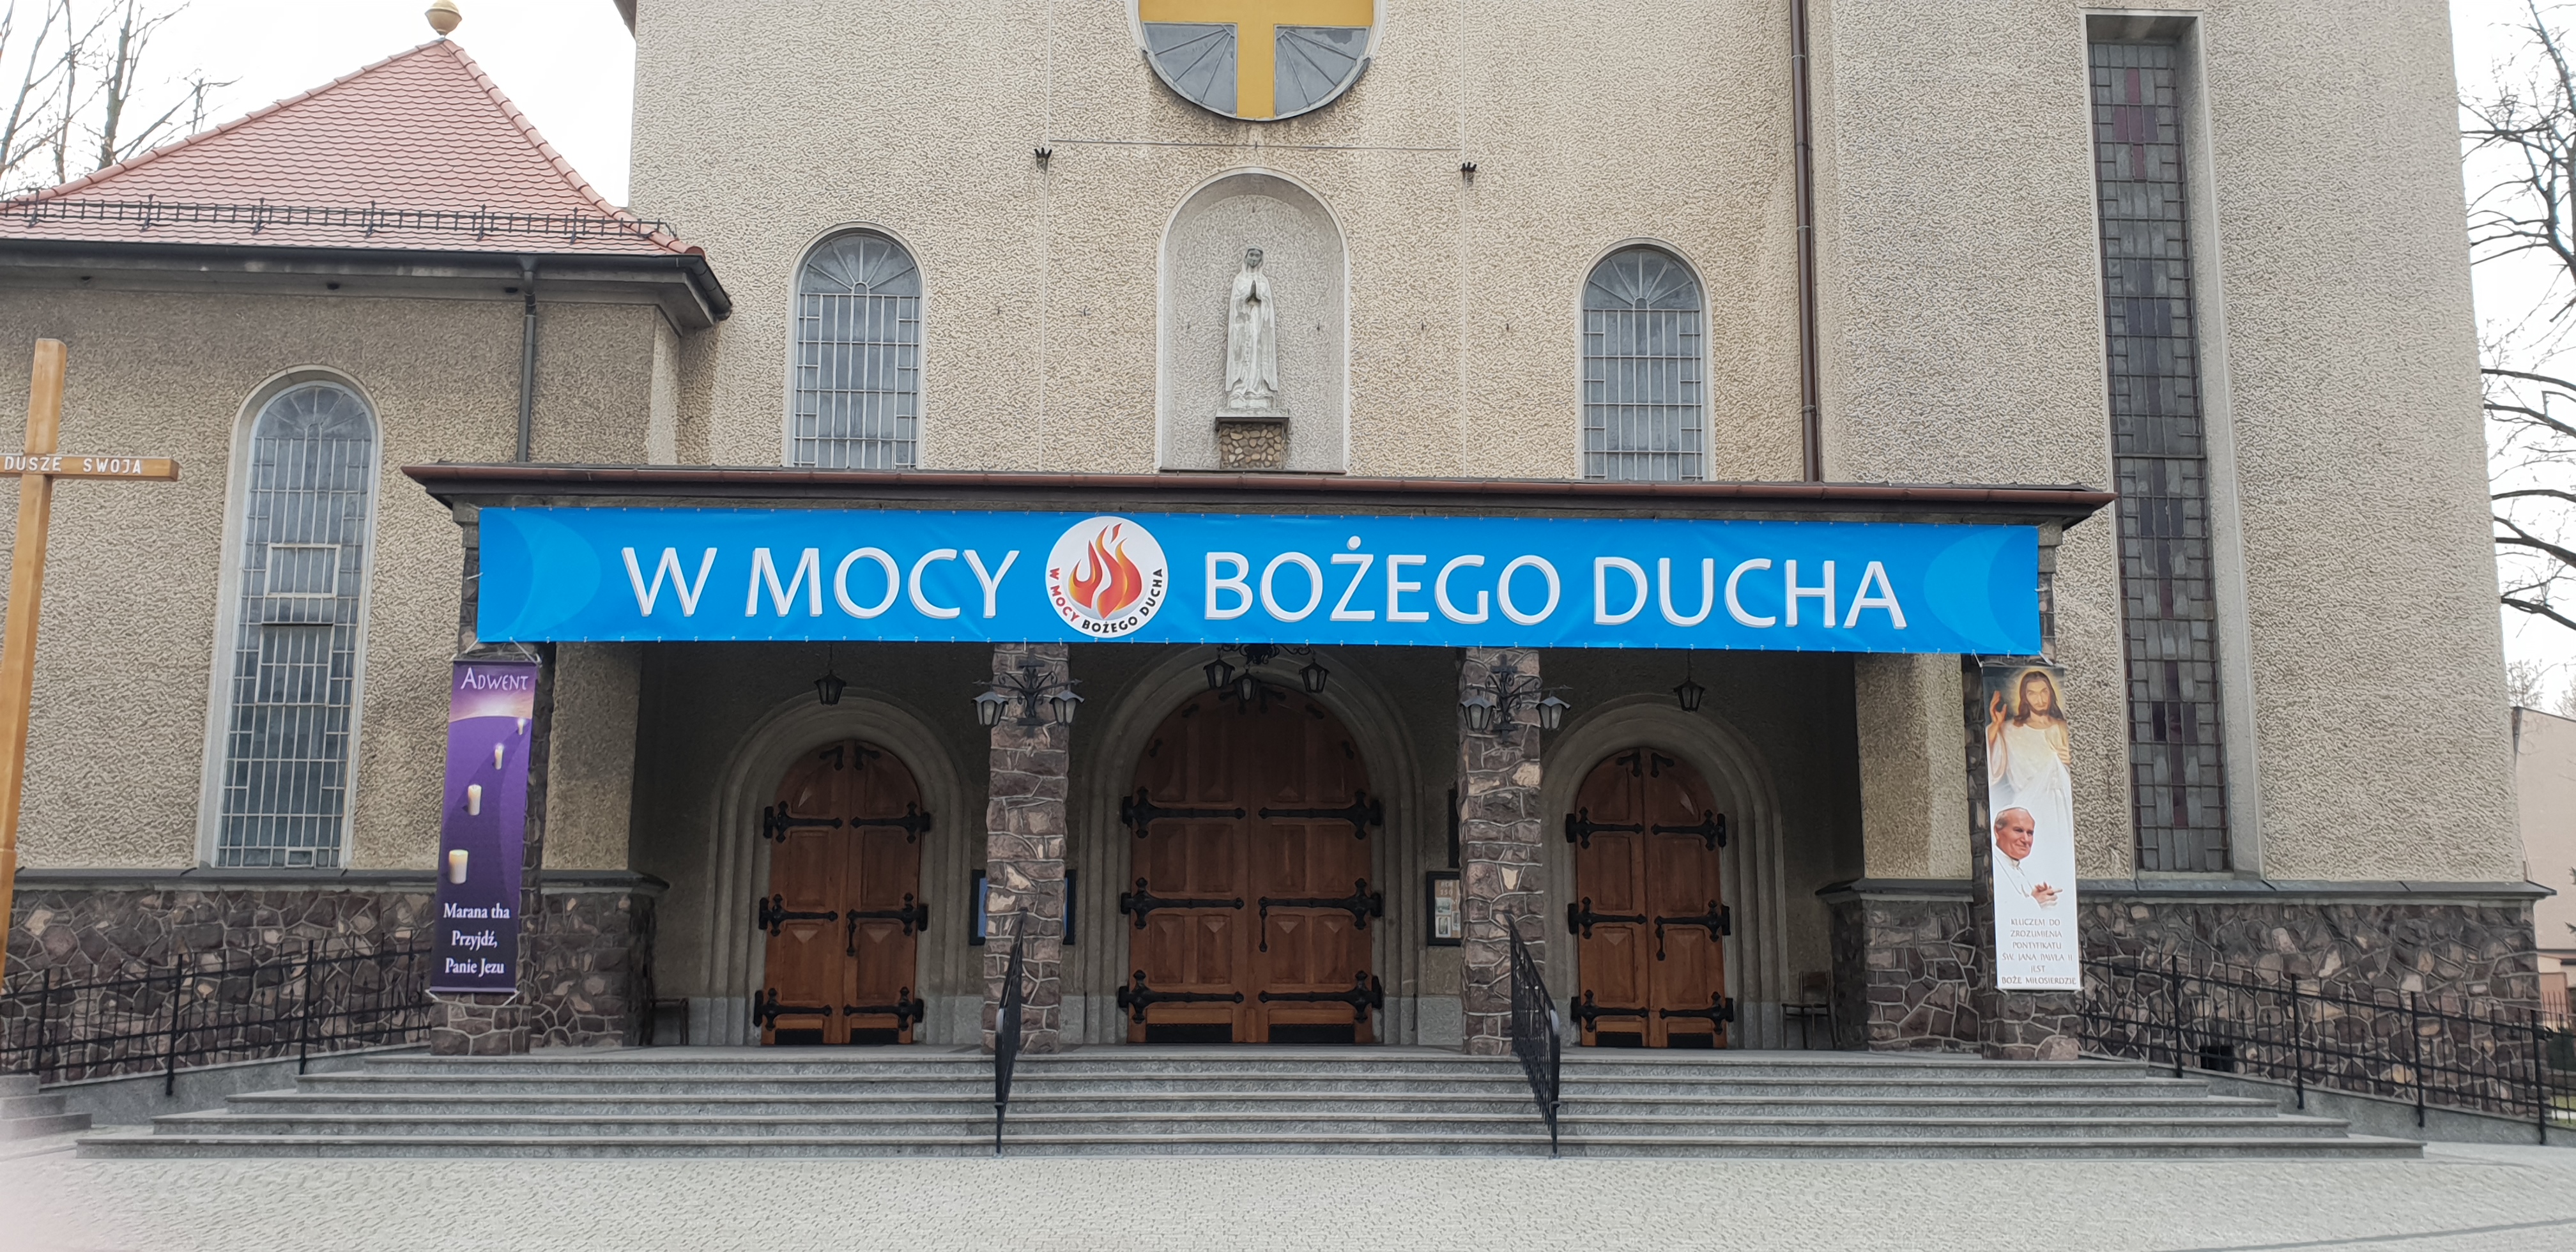 DUSZE SWOJA
W MOCY BOŻEGO DUCHA
W MOCY BOŻEGO DUCHA
ADWENT
Marana tha
Przyjdź,
Panie Jezu
KLUCZEM DO
ZROZUMIENIA
PONTYFIKATU
ŚW. JANA PAWŁA II
JEST
BOŻE MIŁOSIERDZIE